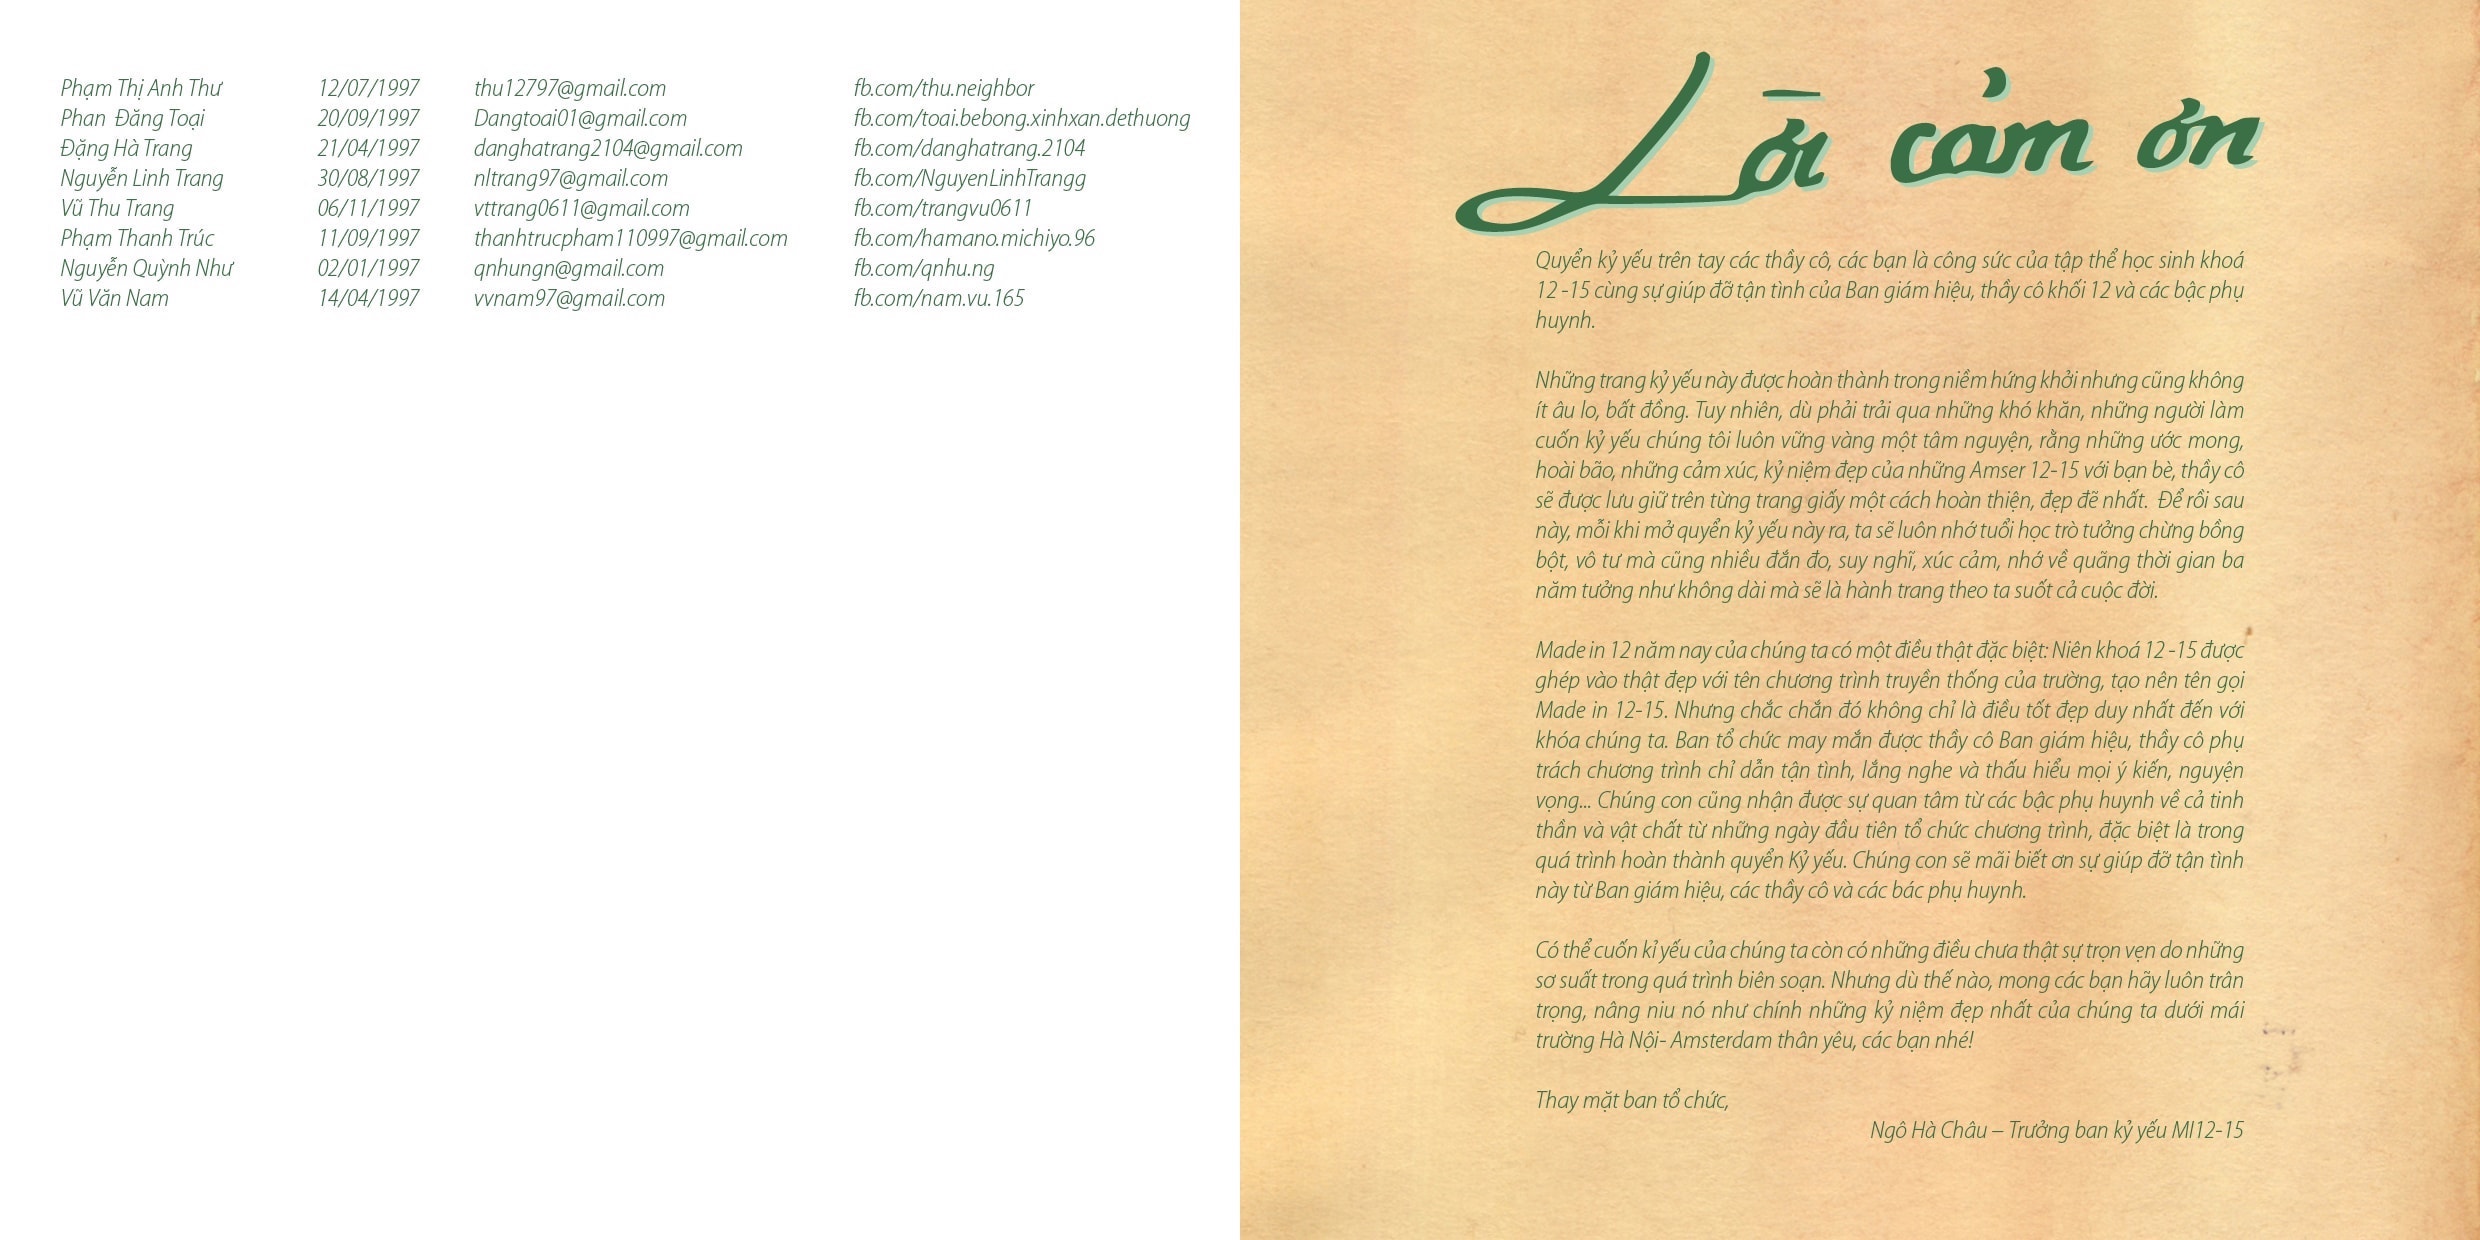 Phạm Thị Anh Thư 12/07/1997 thu12797@gmail.com fb.com/thu.neighbor
Phan Đăng Toại 20/09/1997 Dangtoai01@gmail.com fb.com/toai.bebong.xinhxan.dethuong
Đặng Hà Trang 21/04/1997 danghatrang2104@gmail.com fb.com/danghatrang.2104
Nguyễn Linh Trang 30/08/1997 nltrang97@gmail.com fb.com/NguyenLinhTrangg
Vũ Thu Trang 06/11/1997 vttrang0611@gmail.com fb.com/trangvu0611
Phạm Thanh Trúc 11/09/1997 thanhtrucpham110997@gmail.com fb.com/hamano.michiyo.96
Nguyễn Quỳnh Như 02/01/1997 qnhungn@gmail.com fb.com/qnhu.ng
Vũ Văn Nam 14/04/1997 vvnam97@gmail.com fb.com/nam.vu.165
Lời cảm ơn
Quyển kỷ yếu trên tay các thầy cô, các bạn là công sức của tập thể học sinh khoá
12 -15 cùng sự giúp đỡ tận tình của Ban giám hiệu, thầy cô khối 12 và các bậc phụ
huynh.
Những trang kỷ yếu này được hoàn thành trong niềm hứng khởi nhưng cũng không
ít âu lo, bất đồng. Tuy nhiên, dù phải trải qua những khó khăn, những người làm
cuốn kỷ yếu chúng tôi luôn vững vàng một tâm nguyện, rằng những ước mong,
hoài bão, những cảm xúc, kỷ niệm đẹp của những Amser 12-15 với bạn bè, thầy cô
sẽ được lưu giữ trên từng trang giấy một cách hoàn thiện, đẹp đẽ nhất. Để rồi sau
này, mỗi khi mở quyển kỷ yếu này ra, ta sẽ luôn nhớ tuổi học trò tưởng chừng bồng
bột, vô tư mà cũng nhiều đắn đo, suy nghĩ, xúc cảm, nhớ về quãng thời gian ba
năm tưởng như không dài mà sẽ là hành trang theo ta suốt cả cuộc đời.
Made in 12 năm nay của chúng ta có một điều thật đặc biệt: Niên khoá 12 -15 được
ghép vào thật đẹp với tên chương trình truyền thống của trường, tạo nên tên gọi
Made in 12-15. Nhưng chắc chắn đó không chỉ là điều tốt đẹp duy nhất đến với
khóa chúng ta. Ban tổ chức may mắn được thầy cô Ban giám hiệu, thầy cô phụ
trách chương trình chỉ dẫn tận tình, lắng nghe và thấu hiểu mọi ý kiến, nguyện
vọng... Chúng con cũng nhận được sự quan tâm từ các bậc phụ huynh về cả tinh
thần và vật chất từ những ngày đầu tiên tổ chức chương trình, đặc biệt là trong
quá trình hoàn thành quyển Kỷ yếu. Chúng con sẽ mãi biết ơn sự giúp đỡ tận tình
này từ Ban giám hiệu, các thầy cô và các bác phụ huynh.
Có thể cuốn kỉ yếu của chúng ta còn có những điều chưa thật sự trọn vẹn do những
sơ suất trong quá trình biên soạn. Nhưng dù thế nào, mong các bạn hãy luôn trân
trọng, nâng niu nó như chính những kỷ niệm đẹp nhất của chúng ta dưới mái
trường Hà Nội- Amsterdam thân yêu, các bạn nhé!
Thay mặt ban tổ chức,
Ngô Hà Châu – Trưởng ban kỷ yếu MI12-15